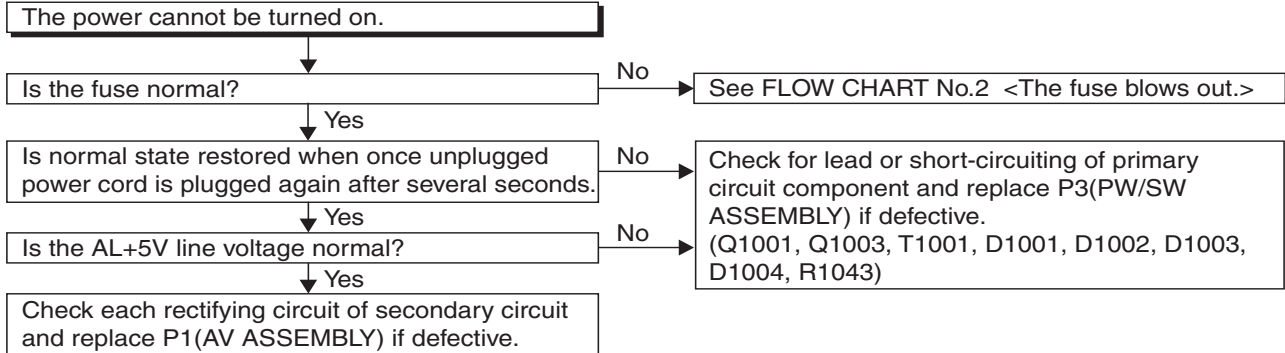 The power cannot be turned on.
Is the fuse normal?
No
See FLOW CHART No.2 <The fuse blows out.>
Yes
Is normal state restored when once unplugged
power cord is plugged again after several seconds.
No
Check for lead or short-circuiting of primary
circuit component and replace P3(PW/SW
ASSEMBLY) if defective.
(Q1001, Q1003, T1001, D1001, D1002, D1003,
D1004, R1043)
Yes
Is the AL+5V line voltage normal?
No
Yes
Check each rectifying circuit of secondary circuit
and replace P1(AV ASSEMBLY) if defective.